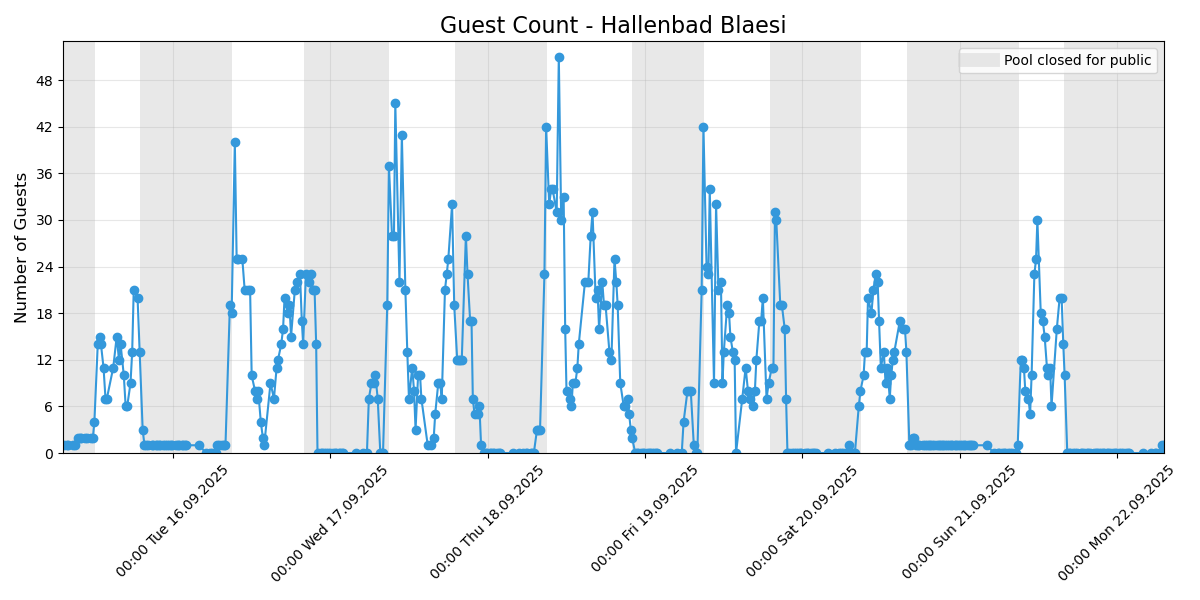 Guest Count - Hallenbad Blaesi
Pool closed for public
Number of Guests
48
42
36
30
24
18
12
6
0
00:00 Tue 16.09.2025
00:00 Wed 17.09.2025
00:00 Thu 18.09.2025
00:00 Fri 19.09.2025
00:00 Sat 20.09.2025
00:00 Sun 21.09.2025
00:00 Mon 22.09.2025